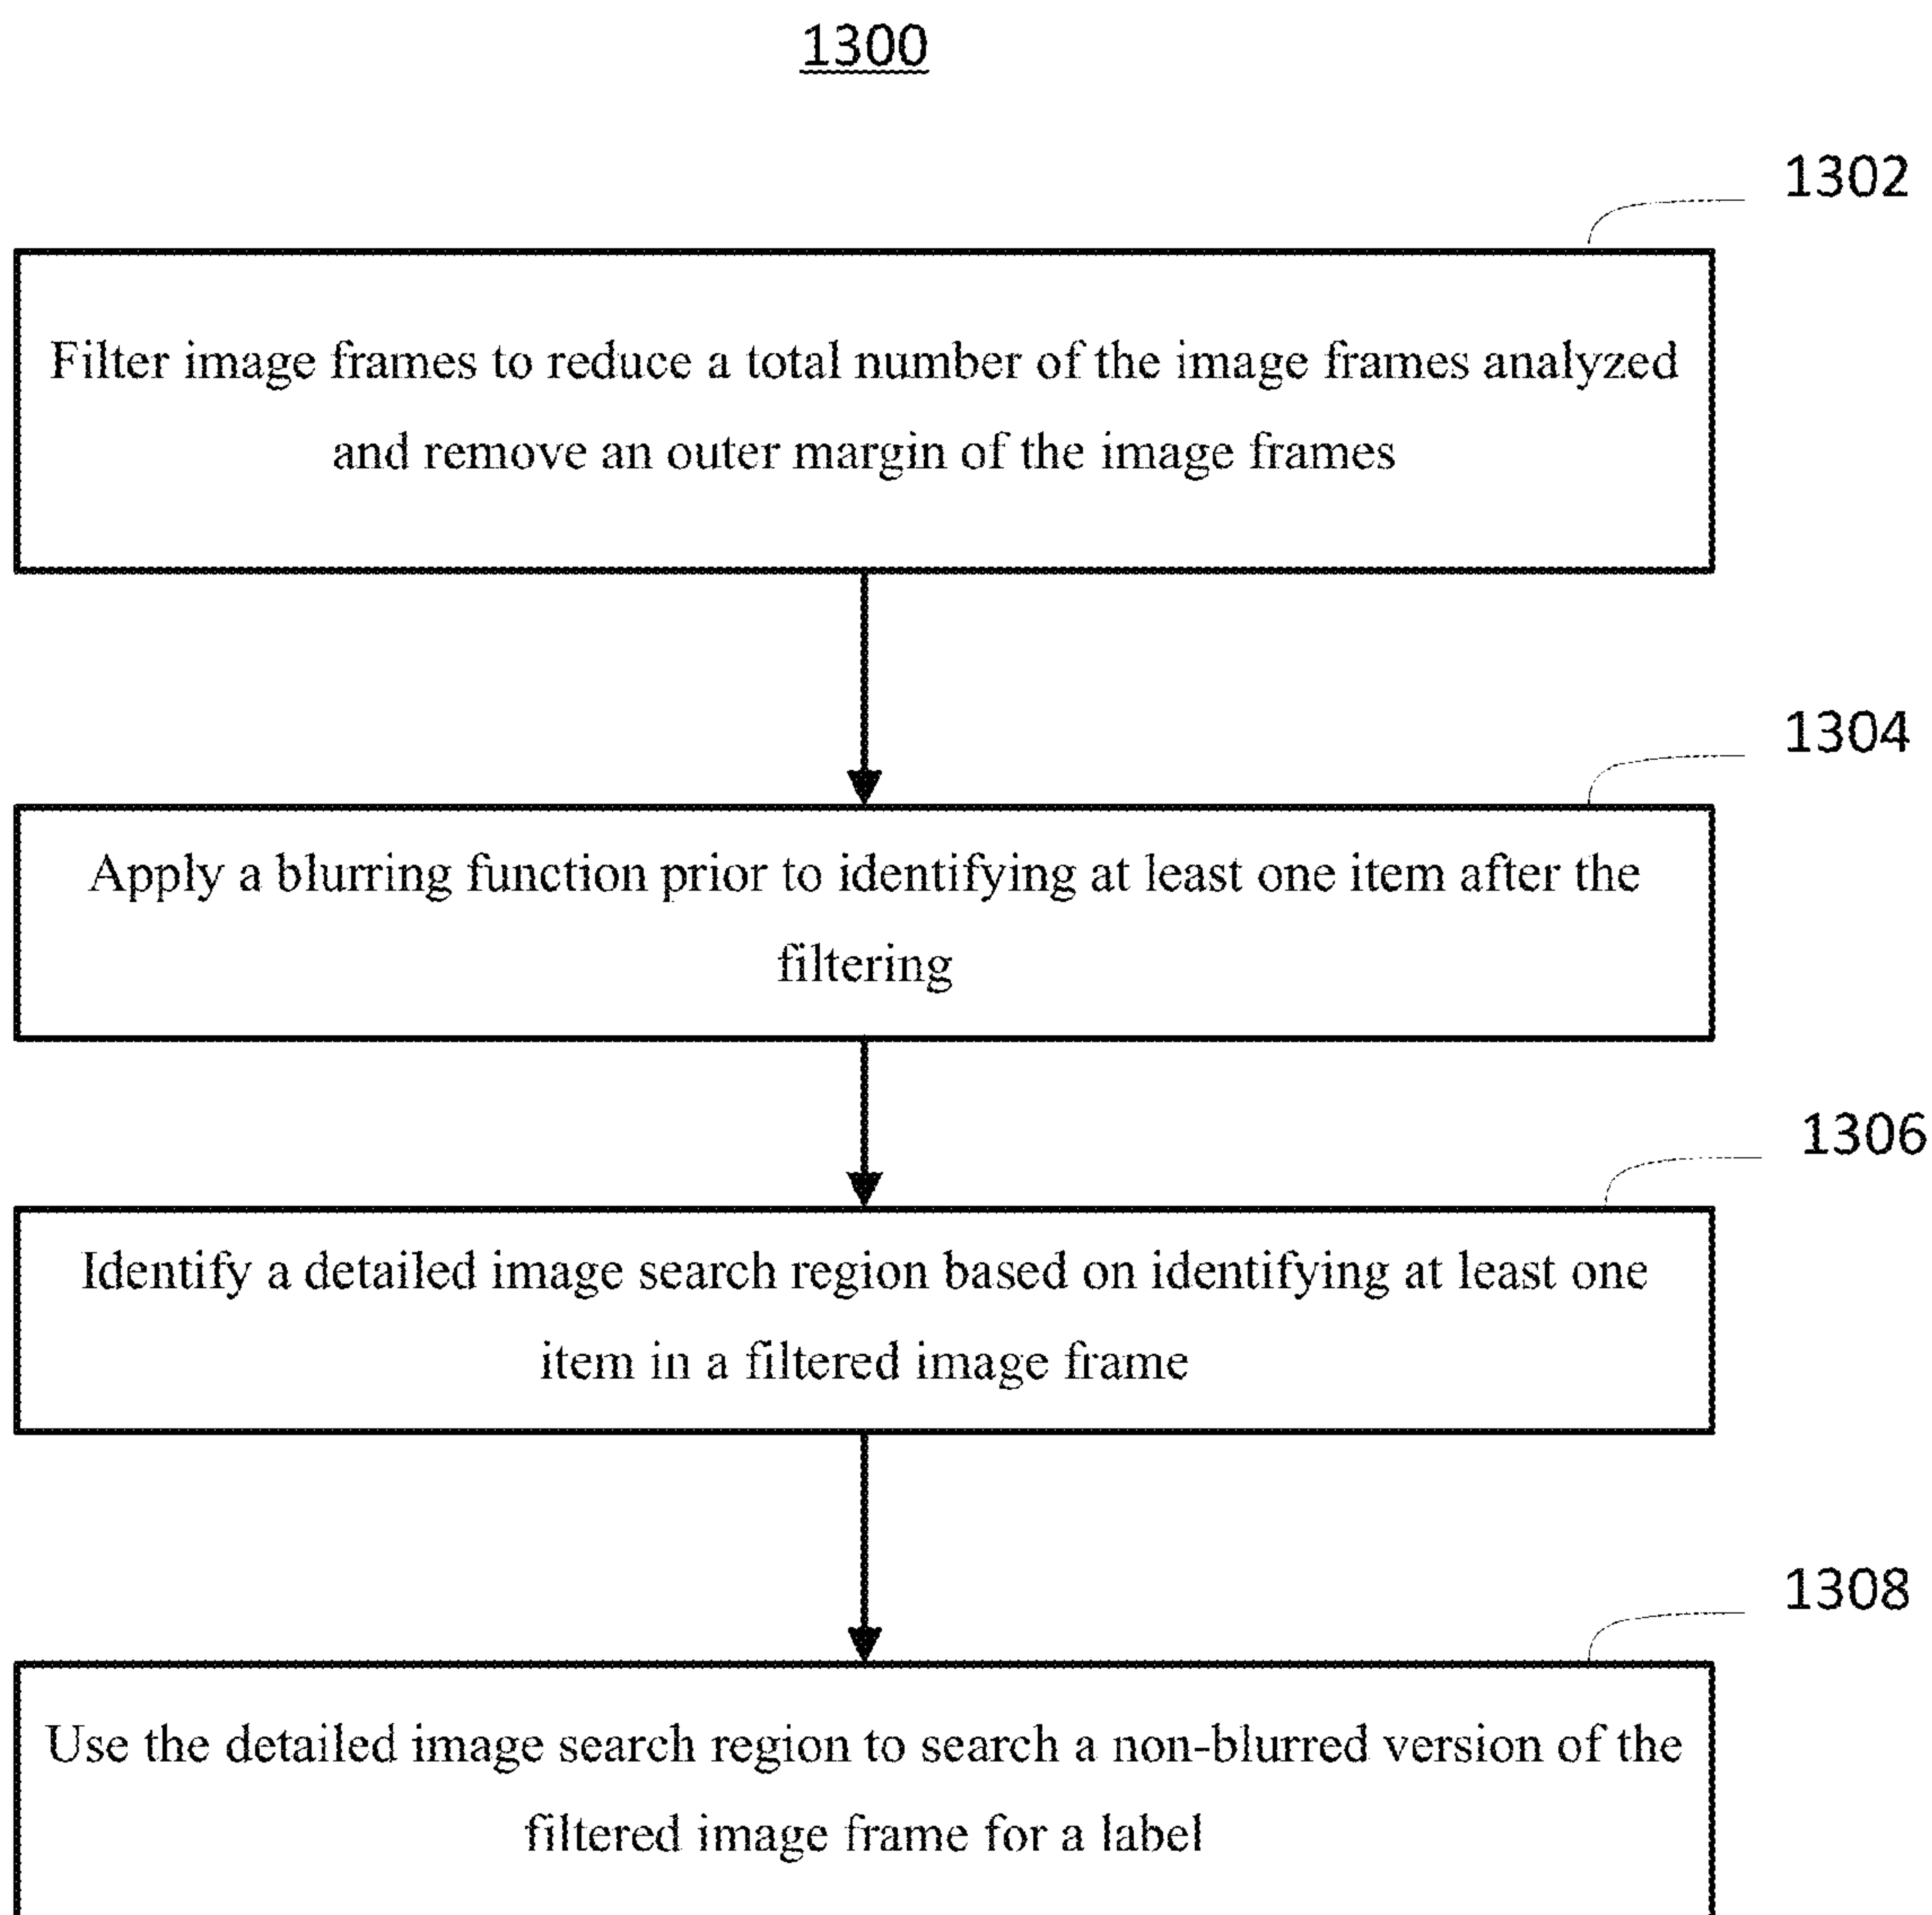 1300
1302
Filter image frames to reduce a total number of the image frames analyzed
and remove an outer margin of the image frames
1304
Apply a blurring function prior to identifying at least one item after the
filtering
1306
Identify a detailed image search region based on identifying at least one
item in a filtered image frame
1308
Use the detailed image search region to search a non-blurred version of the
filtered image frame for a label